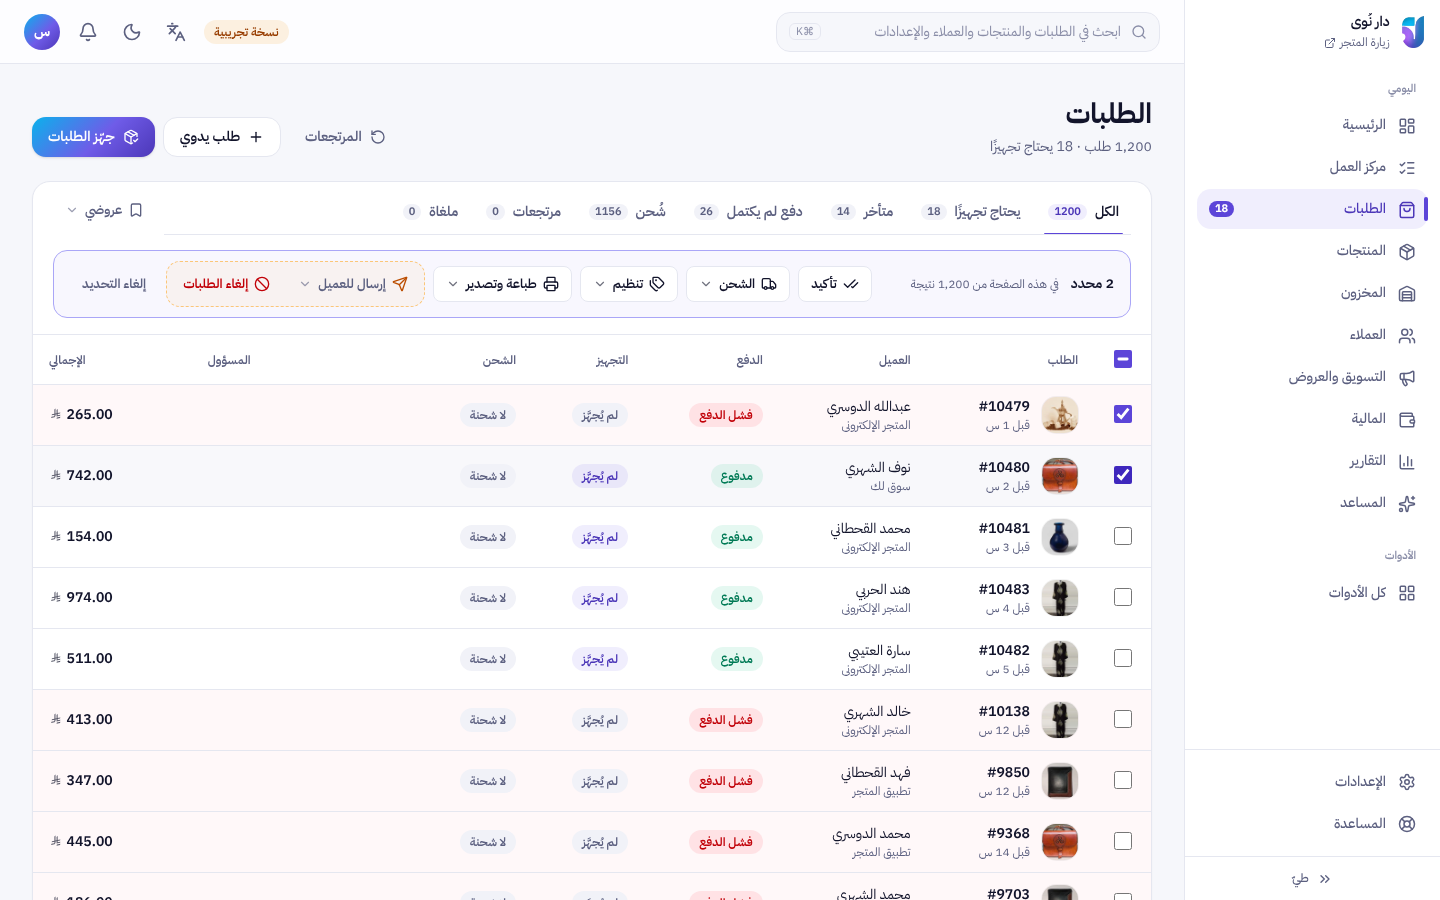 دار نُوى
زيارة المتجر
اليومي
الرئيسية
مركز العمل
الطلبات 18
المنتجات
المخزون
العملاء
التسويق والعروض
المالية
التقارير
المساعد
الأدوات
كل الأدوات
الإعدادات
المساعدة
طيّ
ابحث في الطلبات والمنتجات والعملاء والإعدادات ⌘K
نسخة تجريبية
س
الطلبات
1,200 طلب · 18 يحتاج تجهيزًا
المرتجعات
طلب يدوي
جهّز الطلبات
الكل 1200 يحتاج تجهيزًا 18 متأخر 14 دفع لم يكتمل 26 شُحن 1156 مرتجعات 0 ملغاة 0 عروضي
2 محدد في هذه الصفحة من 1,200 نتيجة تأكيد الشحن تنظيم طباعة وتصدير إرسال للعميل إلغاء الطلبات إلغاء التحديد
الطلب العميل الدفع التجهيز الشحن المسؤول الإجمالي
#10479 عبدالله الدوسري فشل الدفع لم يُجهَّز لا شحنة 265.00
قبل 1 س المتجر الإلكتروني
#10480 نوف الشهري مدفوع لم يُجهَّز لا شحنة 742.00
قبل 2 س سوق لك
#10481 محمد القحطاني مدفوع لم يُجهَّز لا شحنة 154.00
قبل 3 س المتجر الإلكتروني
#10483 هند الحربي مدفوع لم يُجهَّز لا شحنة 974.00
قبل 4 س المتجر الإلكتروني
#10482 سارة العتيبي مدفوع لم يُجهَّز لا شحنة 511.00
قبل 5 س المتجر الإلكتروني
#10138 خالد الشهري فشل الدفع لم يُجهَّز لا شحنة 413.00
قبل 12 س المتجر الإلكتروني
#9850 فهد القحطاني فشل الدفع لم يُجهَّز لا شحنة 347.00
قبل 12 س تطبيق المتجر
#9368 محمد الدوسري فشل الدفع لم يُجهَّز لا شحنة 445.00
قبل 14 س تطبيق المتجر
#9703 محمد الشهري